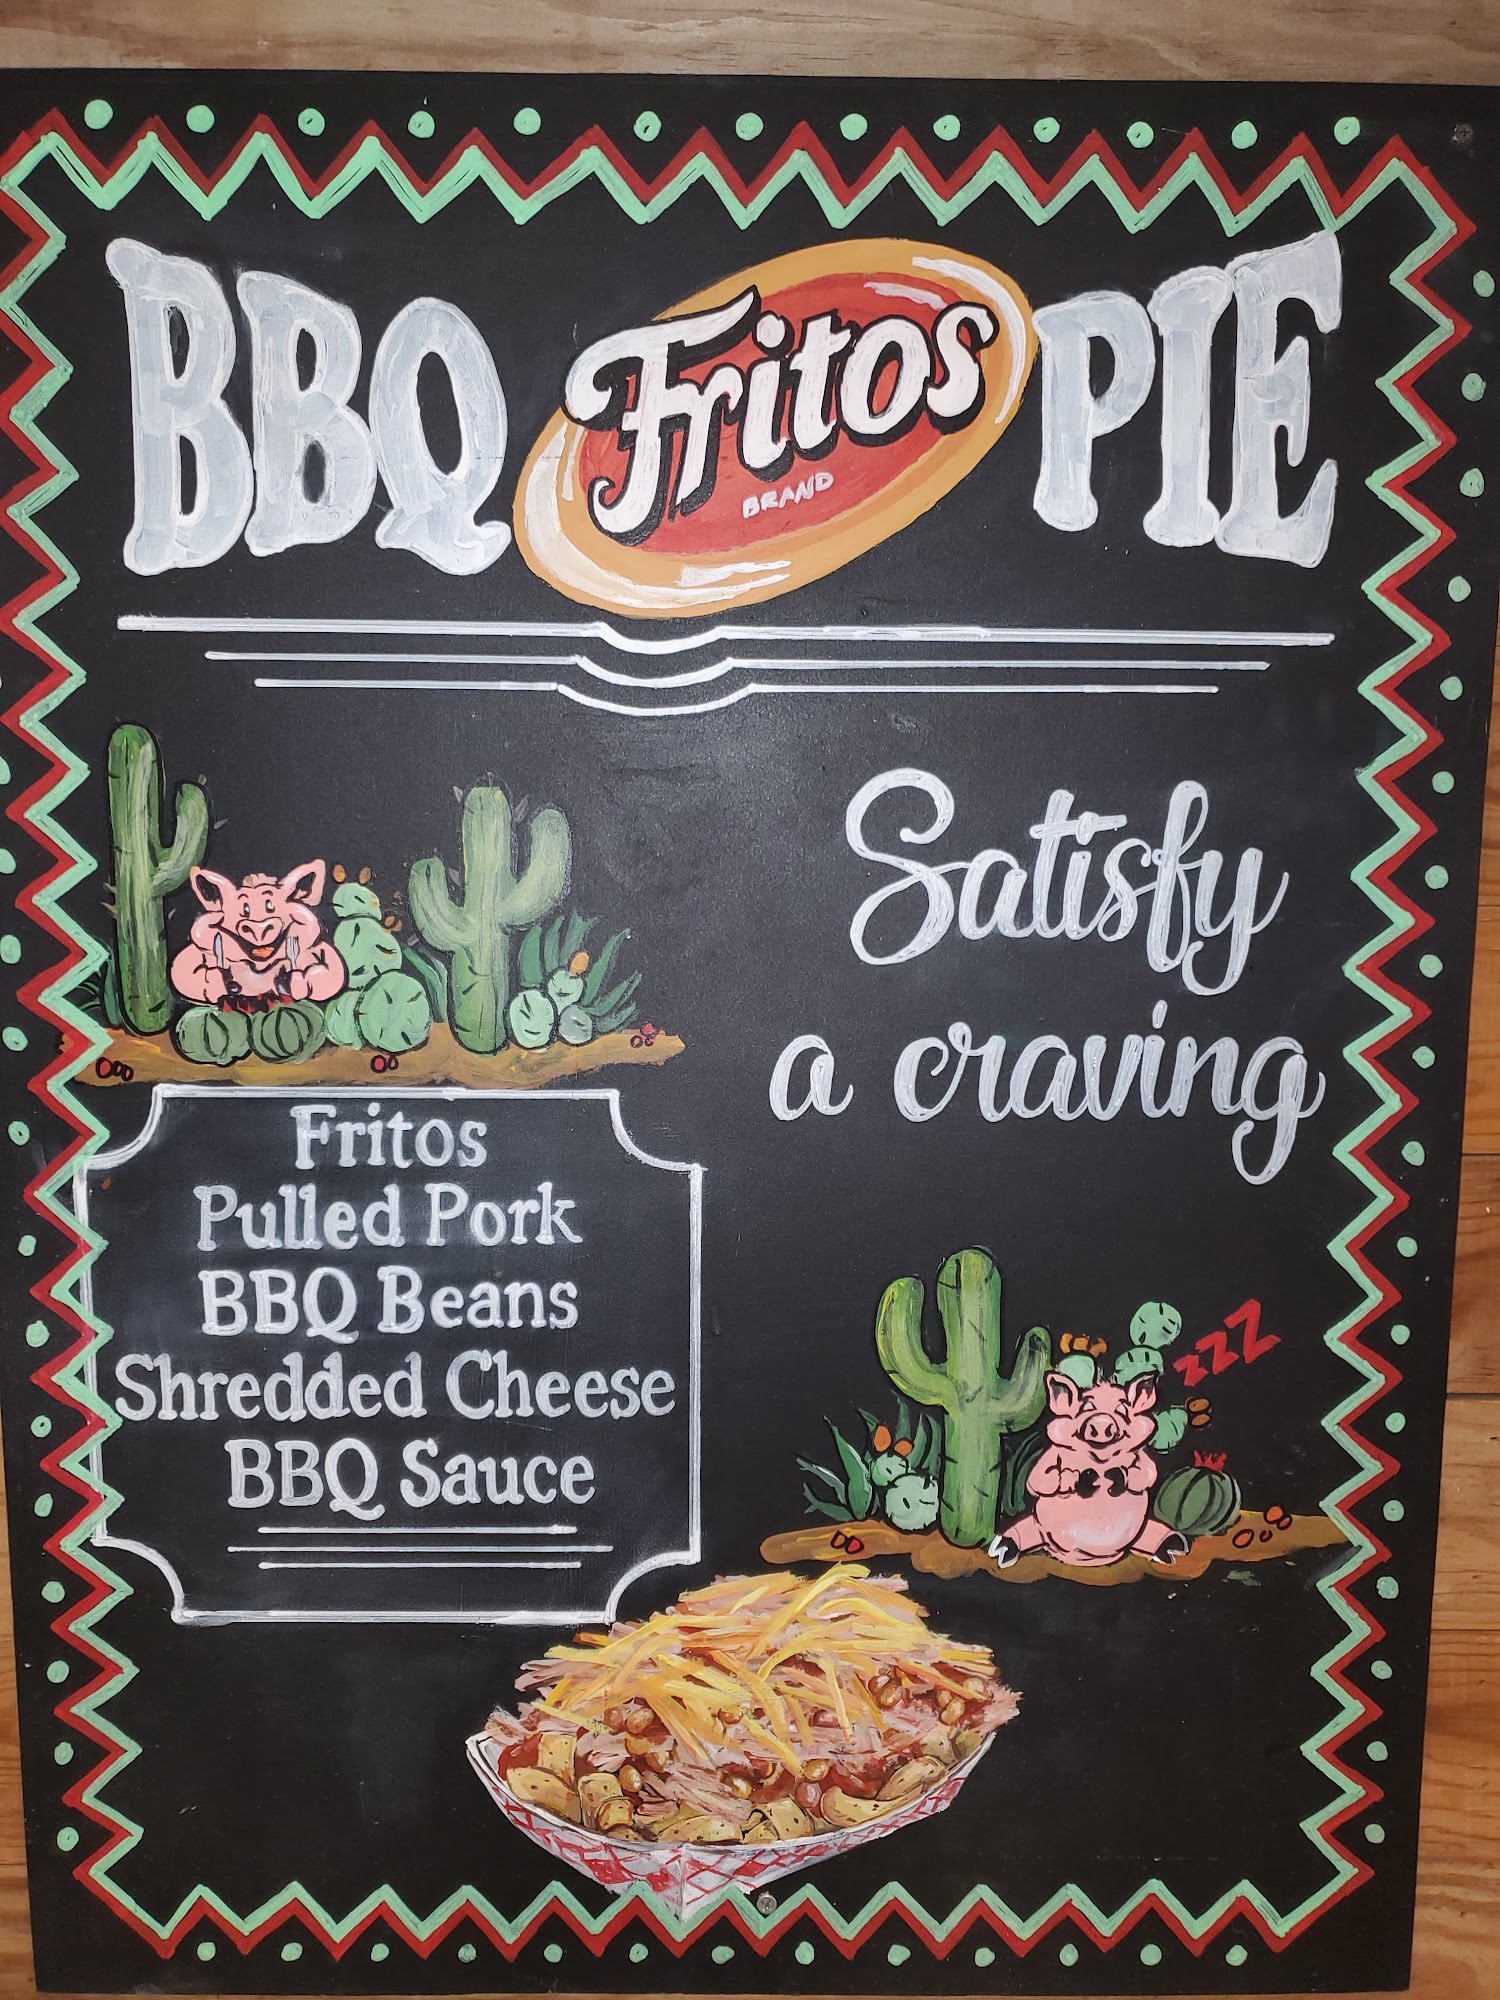 BBQ Fritos PIE
BRAND
Satisfy
a craving
Fritos
Pulled Pork
BBQ Beans
Shredded Cheese
BBQ Sauce
zzZ